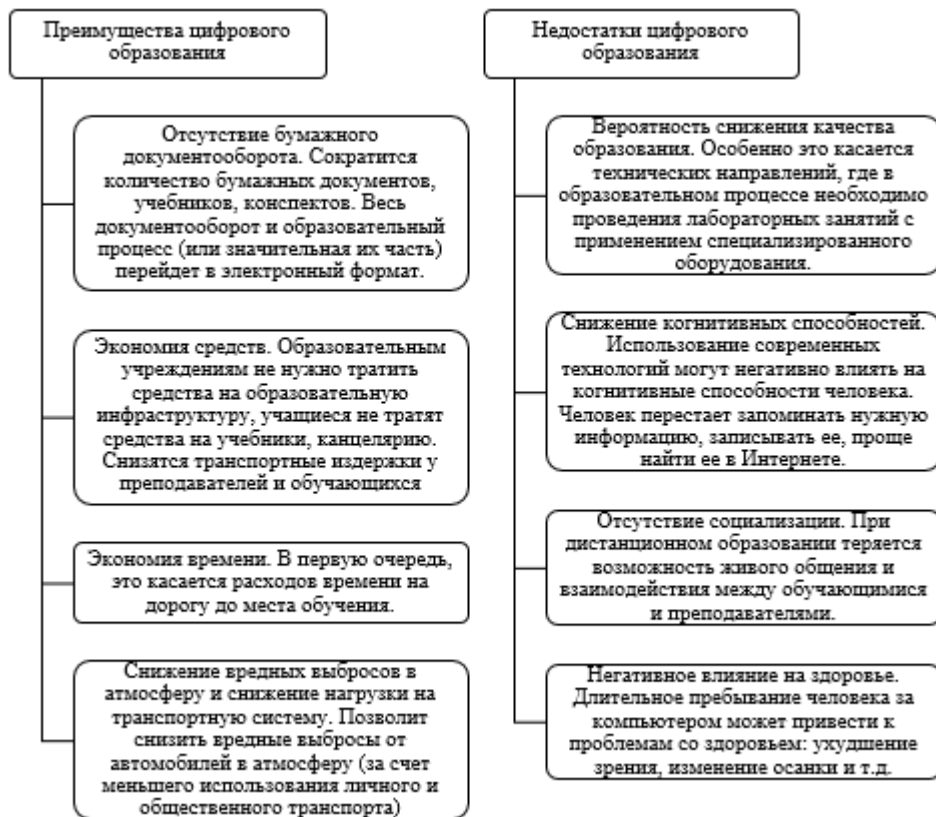 Преимущества цифрового
образования
Отсутствие бумажного
документооборота. Сократится
количество бумажных документов,
учебников, конспектов. Весь
документооборот и образовательный
процесс (или значительная их часть)
перейдет в электронный формат.
Экономия средств. Образовательным
учреждениям не нужно тратить
средства на образовательную
инфраструктуру, учащиеся не тратят
средства на учебники, канцелярию.
Снизятся транспортные издержки у
преподавателей и обучающихся
Экономия времени. В первую очередь,
это касается расходов времени на
дорогу до места обучения.
Снижение вредных выбросов в
атмосферу и снижение нагрузки на
транспортную систему. Позволит
снизить вредные выбросы от
автомобилей в атмосферу (за счет
меньшего использования личного и
общественного транспорта)
Недостатки цифрового
образования
Вероятность снижения качества
образования. Особенно это касается
технических направлений, где в
образовательном процессе необходимо
проведения лабораторных занятий с
применением специализированного
оборудования.
Снижение когнитивных способностей.
Использование современных
технологий могут негативно влиять на
когнитивные способности человека.
Человек перестает запоминать нужную
информацию, записывать ее, проще
найти ее в Интернете.
Отсутствие социализации. При
дистанционном образовании теряется
возможность живого общения и
взаимодействия между обучающимися
и преподавателями.
Негативное влияние на здоровье.
Длительное пребывание человека за
компьютером может привести к
проблемам со здоровьем: ухудшение
зрения, изменение осанки и т.д.